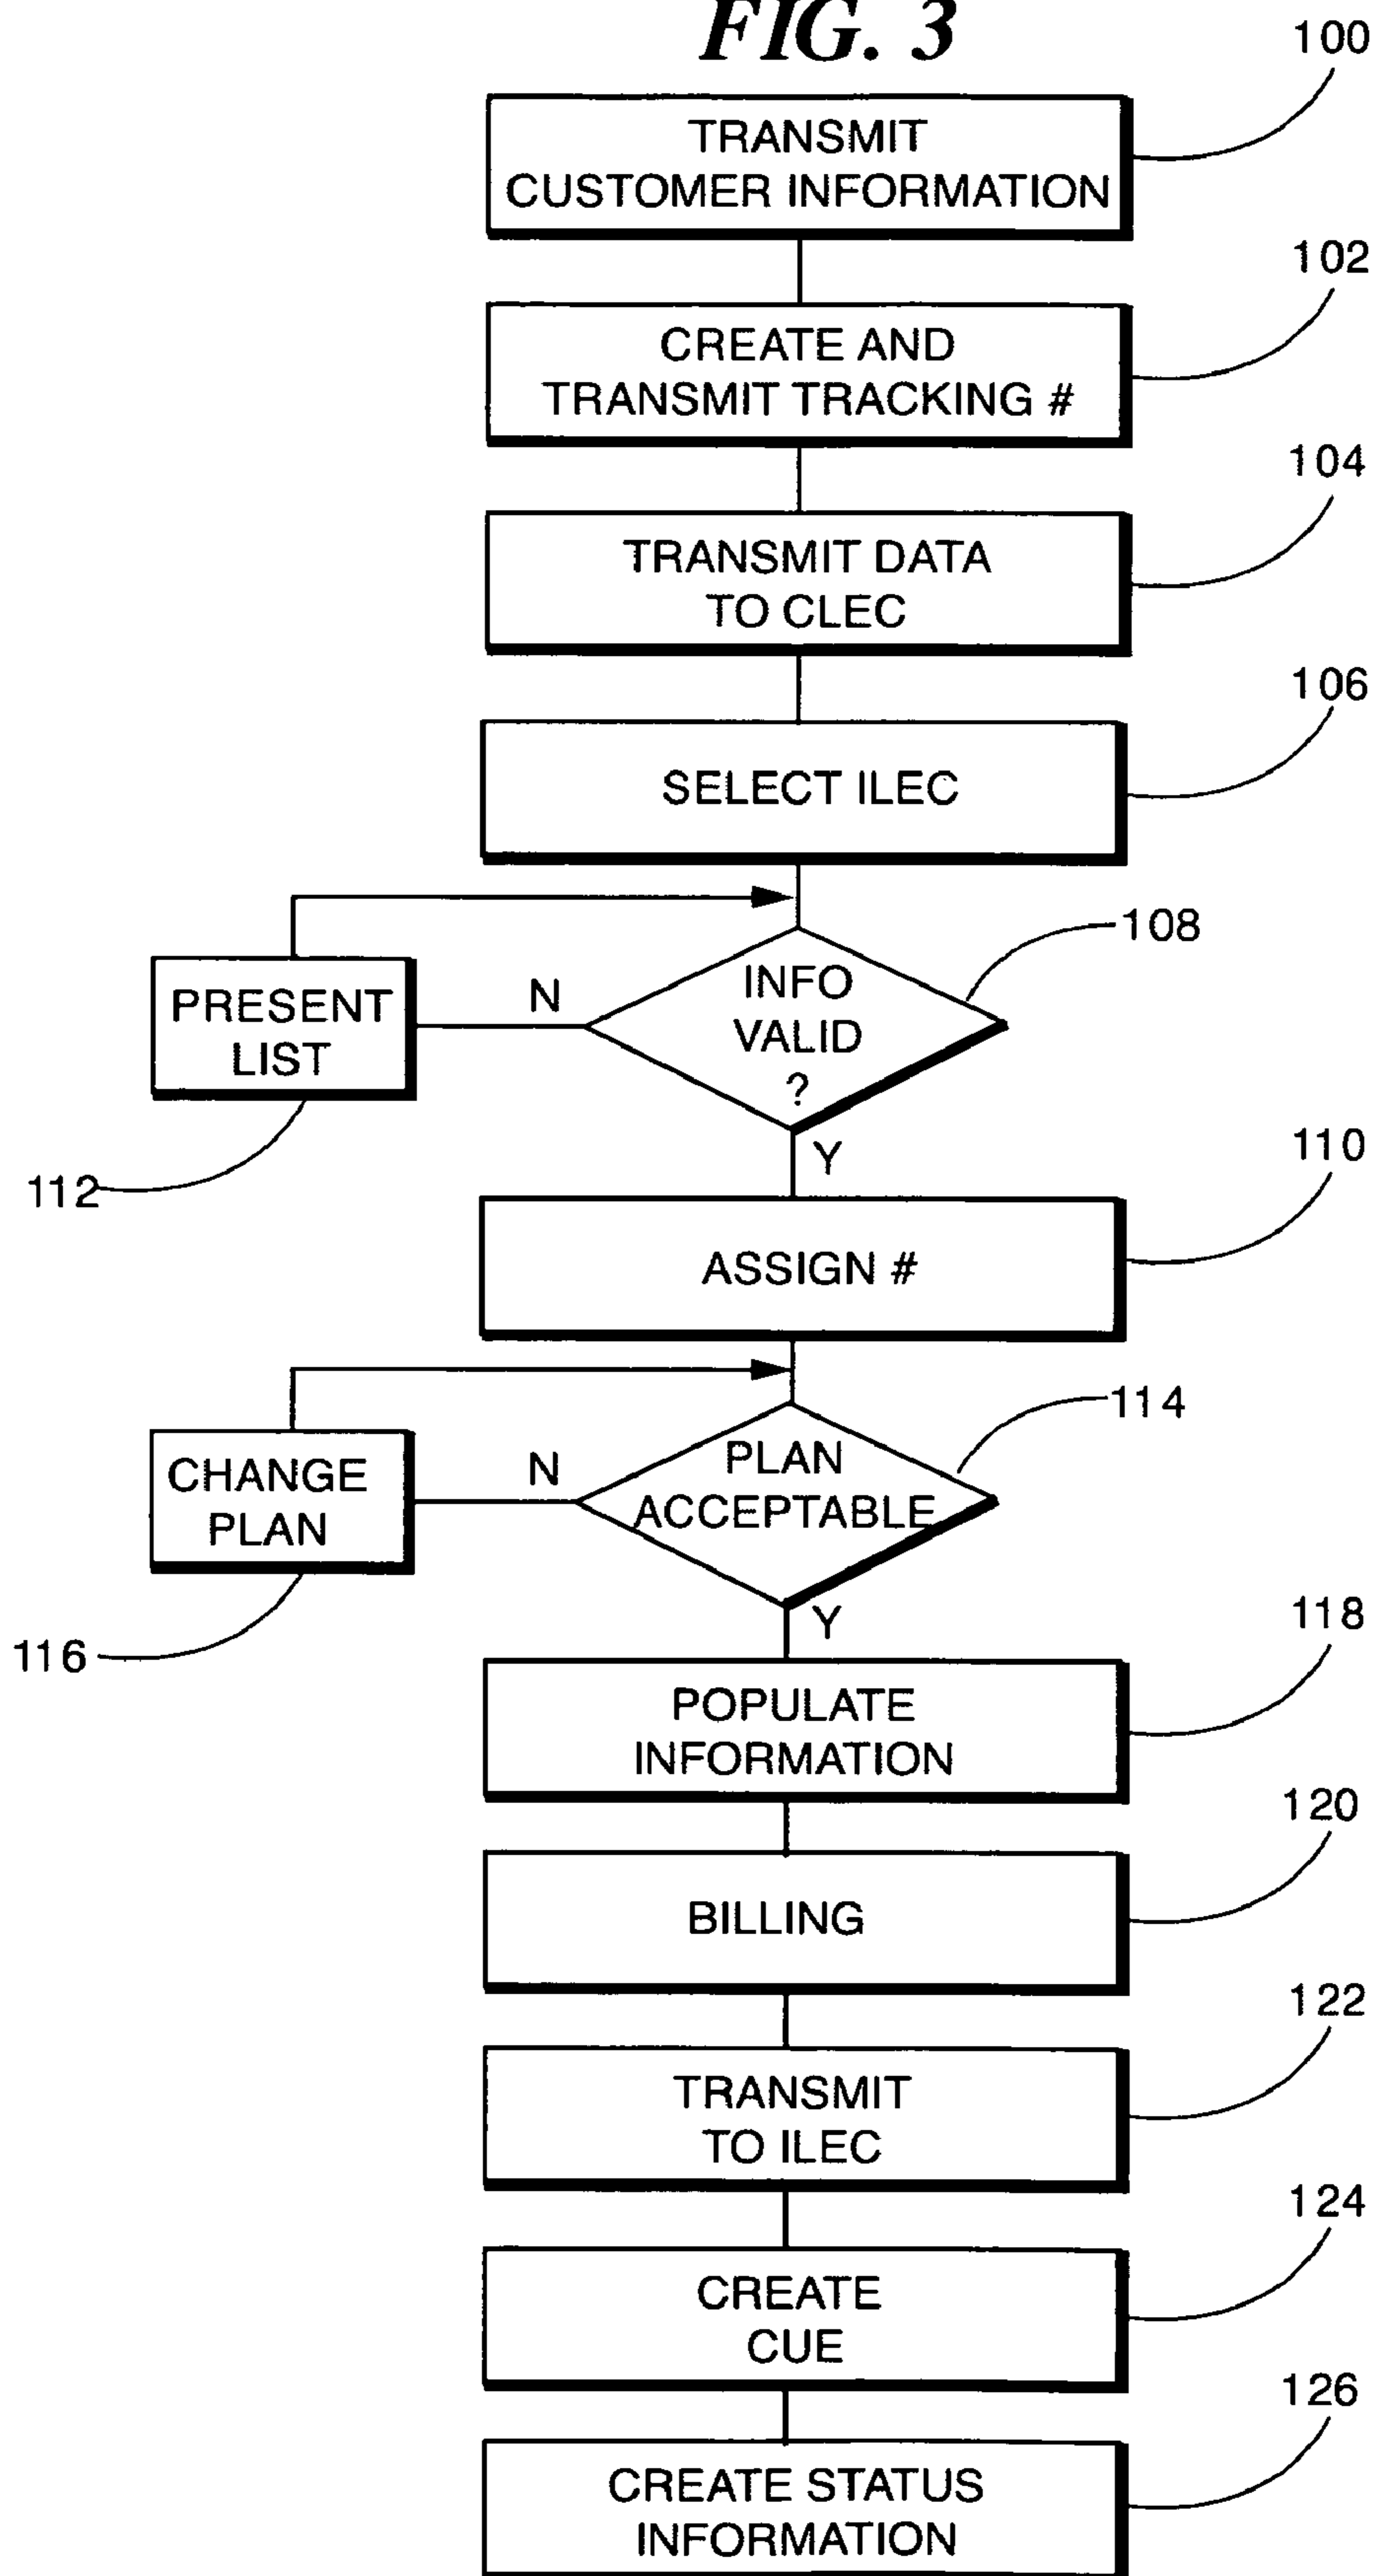 FIG. 3
100
TRANSMIT
CUSTOMER INFORMATION
102
CREATE AND
TRANSMIT TRACKING #
104
TRANSMIT DATA
TO CLEC
106
SELECT ILEC
108
INFO
VALID
?
N
PRESENT
LIST
112
Y
110
ASSIGN #
114
PLAN
ACCEPTABLE
N
CHANGE
PLAN
116
Y
118
POPULATE
INFORMATION
120
BILLING
122
TRANSMIT
TO ILEC
124
CREATE
CUE
126
CREATE STATUS
INFORMATION